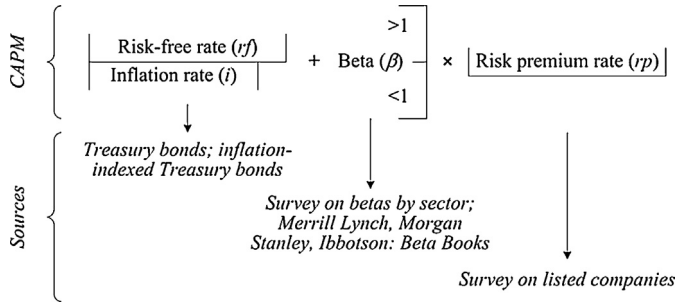 CAPM
>1
Risk-free rate (rf)
Inflation rate (i)
+ Beta (β)
× Risk premium rate (rp)
<1
Sources
Treasury bonds; inflation-
indexed Treasury bonds
Survey on betas by sector;
Merrill Lynch, Morgan
Stanley, Ibbotson: Beta Books
Survey on listed companies